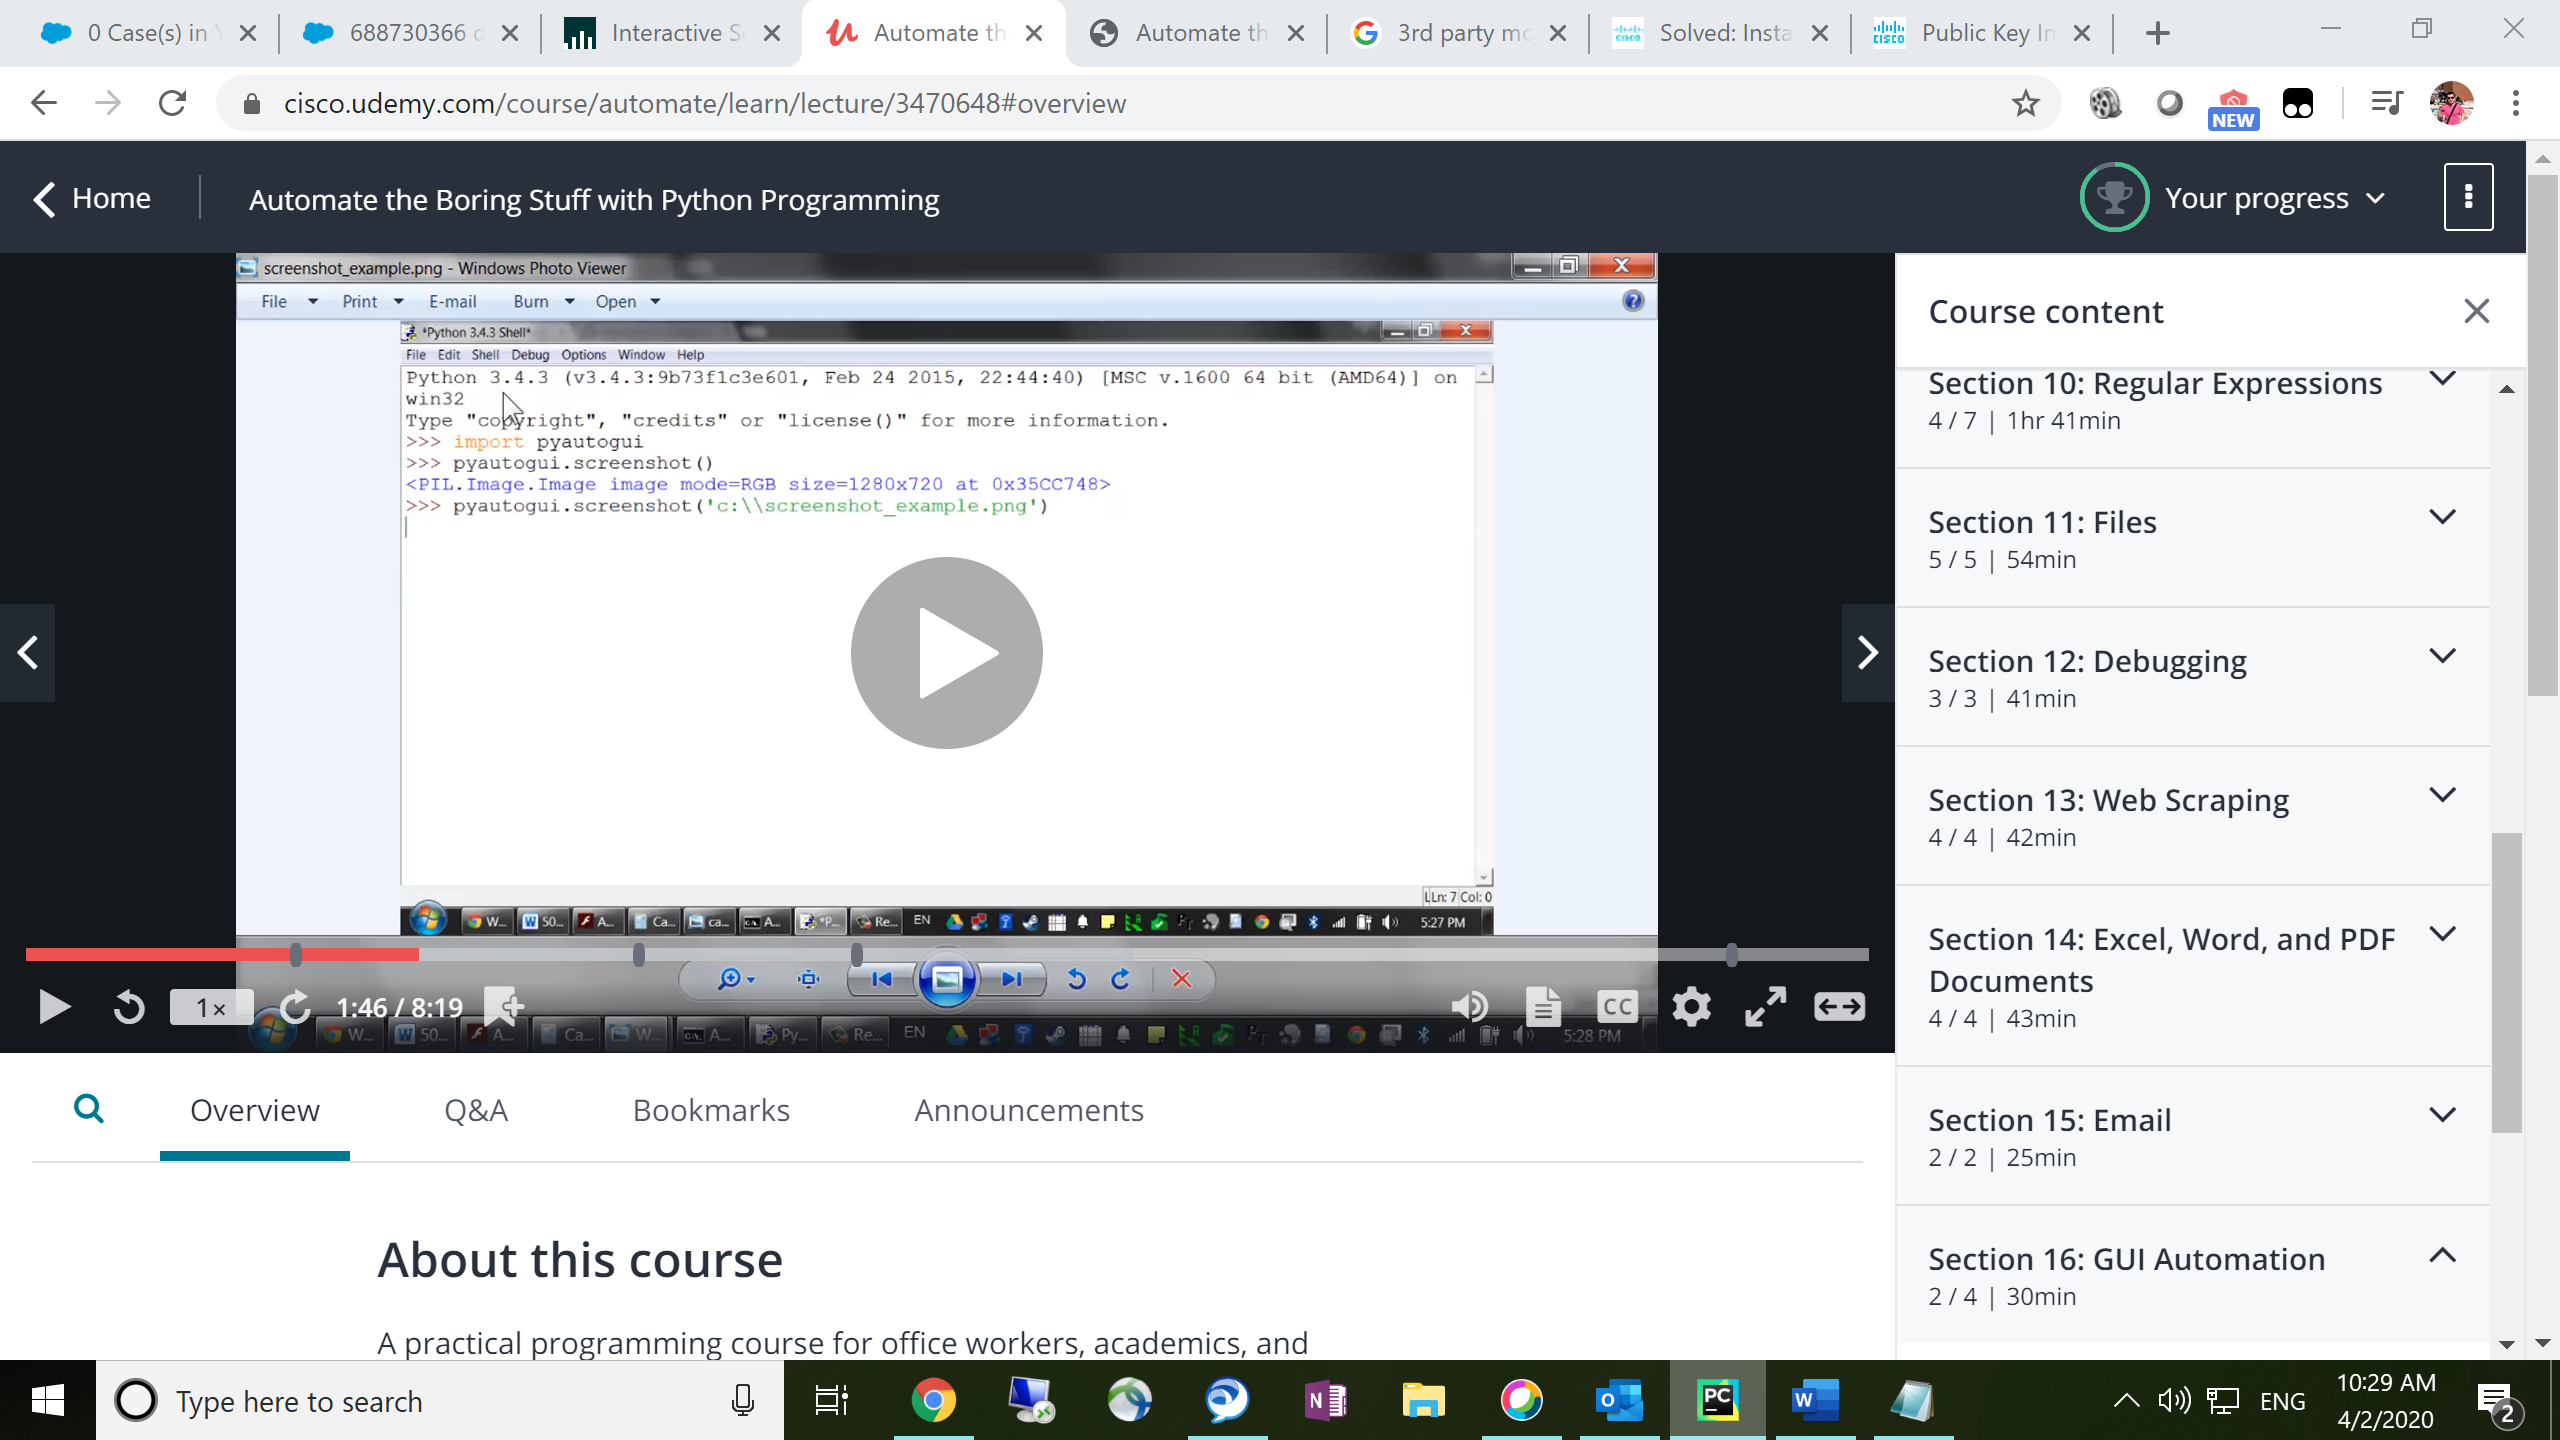 0 Case(s) in
688730366
Interactive
Automate th
Automate th
3rd party mo
Solved: Insta
Public Key In
cisco.udemy.com/course/automate/learn/lecture/3470648#overview
NEW
Home
Automate the Boring Stuff with Python Programming
Your progress
screenshot_example.png - Windows Photo Viewer
File Print E-mail Burn Open
*Python 3.4.3 Shell*
File Edit Shell Debug Options Window Help
Python 3.4.3 (v3.4.3:9b73f1c3e601, Feb 24 2015, 22:44:40) [MSC v.1600 64 bit (AMD64)] on
win32
Type "copyright", "credits" or "license()" for more information.
>>> import pyautogui
>>> pyautogui.screenshot()
<PIL.Image.Image image mode=RGB size=1280x720 at 0x35CC748>
>>> pyautogui.screenshot('c:\\screenshot_example.png')
Ln: 7 Col: 0
W... 50... A... Ca... ca... A... *P... Re... EN 5:27 PM
1x
1:46 / 8:19
CC
W... 50... A... Ca... W... A... Py... Re... EN 5:28 PM
Course content
Section 10: Regular Expressions
4 / 7 | 1hr 41min
Section 11: Files
5 / 5 | 54min
Section 12: Debugging
3 / 3 | 41min
Section 13: Web Scraping
4 / 4 | 42min
Section 14: Excel, Word, and PDF
Documents
4 / 4 | 43min
Section 15: Email
2 / 2 | 25min
Section 16: GUI Automation
2 / 4 | 30min
Overview
Q&A
Bookmarks
Announcements
About this course
A practical programming course for office workers, academics, and
Type here to search
ENG
10:29 AM
4/2/2020
2